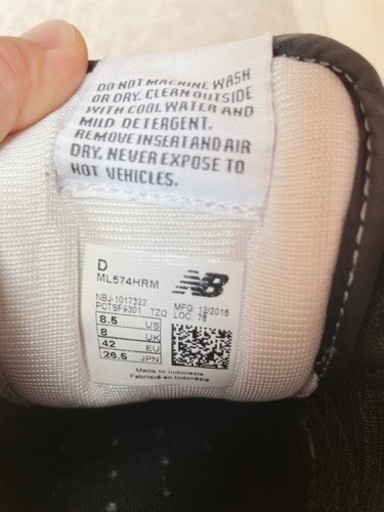 DO NOT MACHINE WASH
OR DRY. CLEAN OUTSIDE
WITH COOL WATER AND
MILD DETERGENT.
REMOVE INSERT AND AIR
DRY. NEVER EXPOSE TO
HOT VEHICLES.
D
ML574HRM
NB
NBJ-1017322
PCTSF9301 TZQ
MFG. 12/2016
LOC: 76
8.5 US
8 UK
42 EU
26.5 JPN
Made in Indonesia
Fabriqué en Indonésie